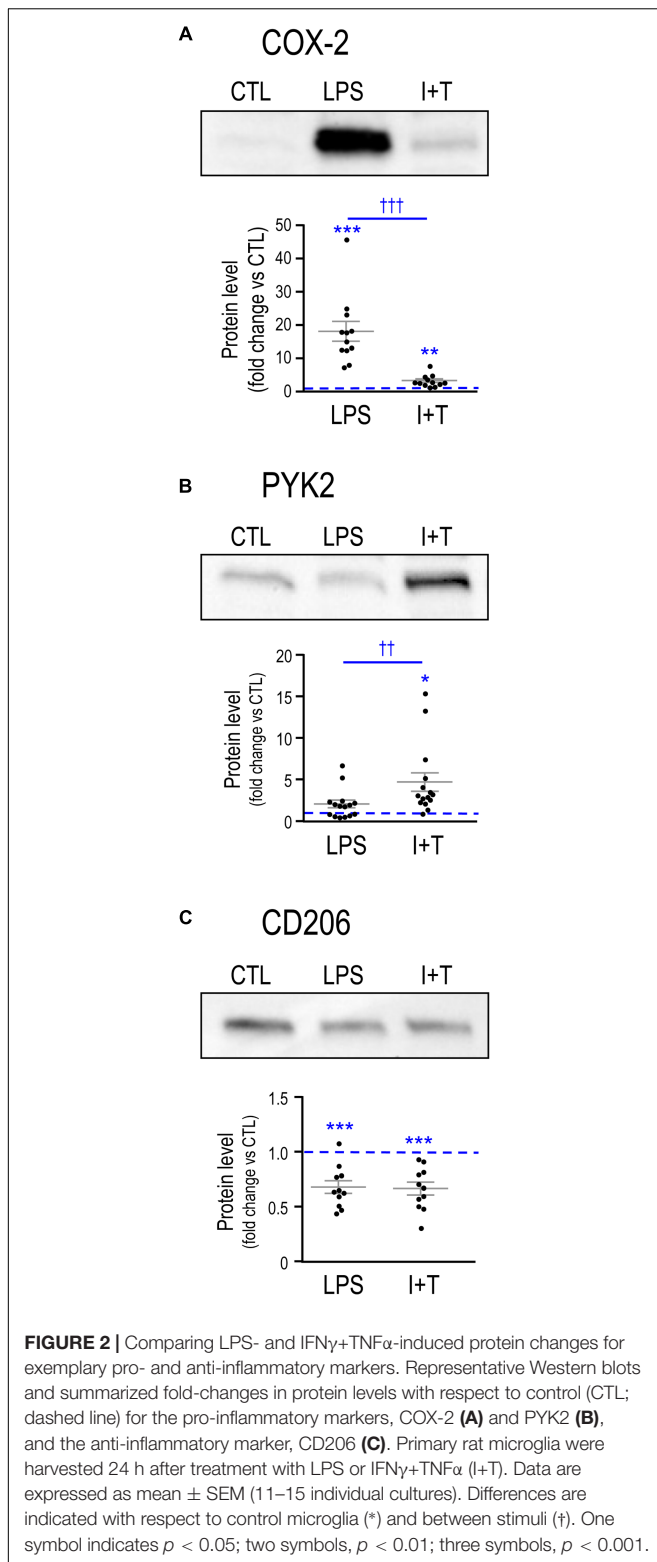 A COX-2
CTL LPS I+T
†††
***
**
50
40
30
20
10
0
Protein level
(fold change vs CTL)
LPS I+T
B PYK2
CTL LPS I+T
††
*
20
15
10
5
0
Protein level
(fold change vs CTL)
LPS I+T
C CD206
CTL LPS I+T
*** ***
1.5
1.0
0.5
0
Protein level
(fold change vs CTL)
LPS I+T
FIGURE 2 | Comparing LPS- and IFNγ+TNFα-induced protein changes for
exemplary pro- and anti-inflammatory markers. Representative Western blots
and summarized fold-changes in protein levels with respect to control (CTL;
dashed line) for the pro-inflammatory markers, COX-2 (A) and PYK2 (B),
and the anti-inflammatory marker, CD206 (C). Primary rat microglia were
harvested 24 h after treatment with LPS or IFNγ+TNFα (I+T). Data are
expressed as mean ± SEM (11–15 individual cultures). Differences are
indicated with respect to control microglia (*) and between stimuli (†). One
symbol indicates p < 0.05; two symbols, p < 0.01; three symbols, p < 0.001.